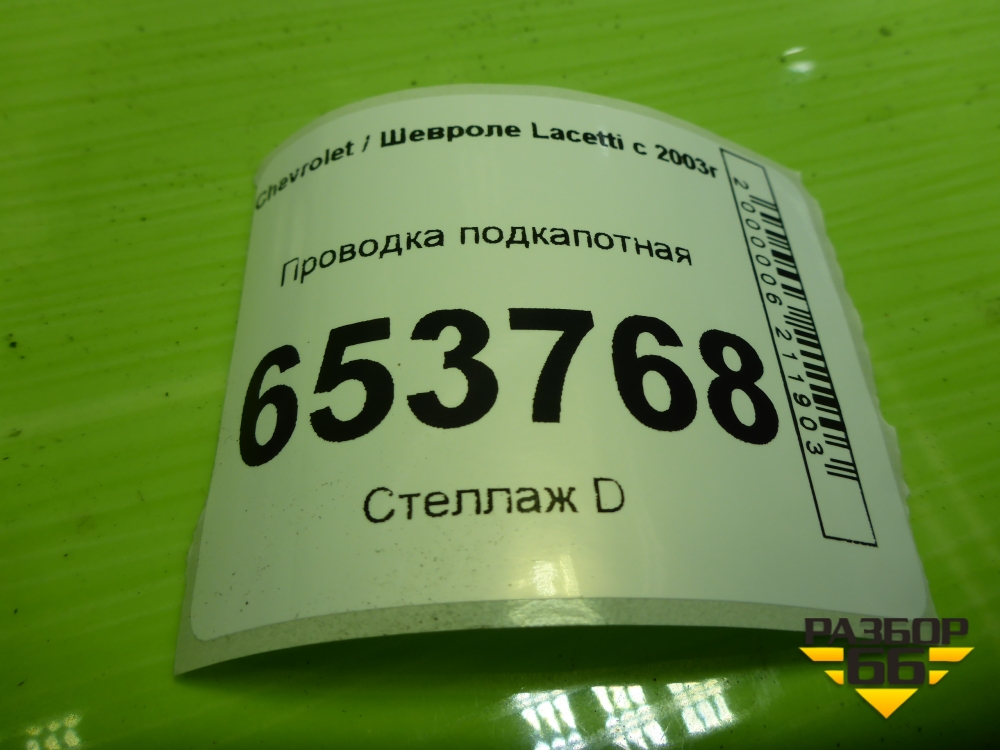 Chevrolet / Шевроле Lacetti с 2003г
Проводка подкапотная
653768
Стеллаж D
2000006211903
РАЗБОР
66